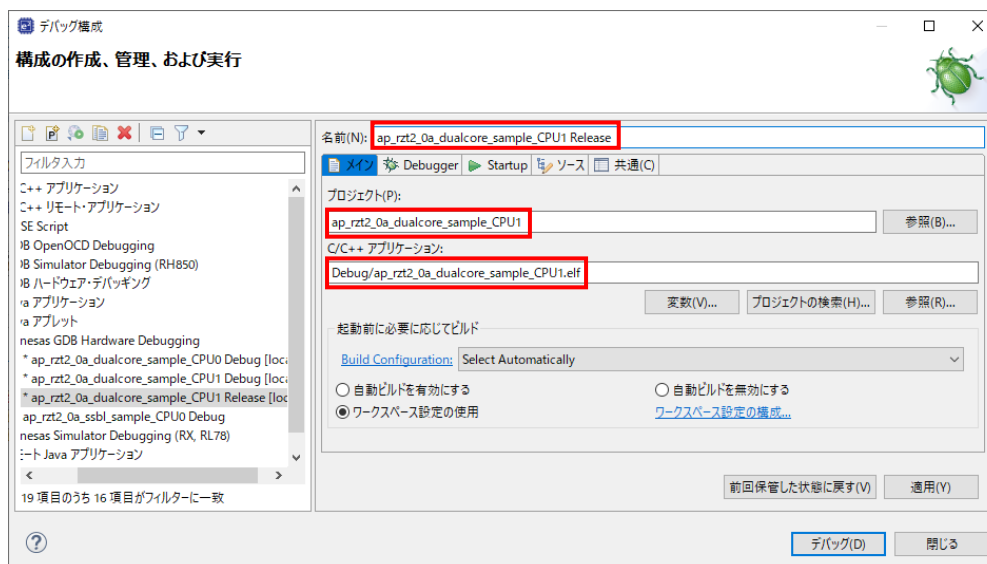 デバッグ構成
構成の作成、管理、および実行
フィルタ入力
C++ アプリケーション
C++ リモート・アプリケーション
SE Script
)B OpenOCD Debugging
)B Simulator Debugging (RH850)
)B ハードウェア・デバッギング
va アプリケーション
va アプレット
nesas GDB Hardware Debugging
* ap_rzt2_0a_dualcore_sample_CPU0 Debug [loca
* ap_rzt2_0a_dualcore_sample_CPU1 Debug [loca
* ap_rzt2_0a_dualcore_sample_CPU1 Release [loc
ap_rzt2_0a_ssbl_sample_CPU0 Debug
nesas Simulator Debugging (RX, RL78)
モート Java アプリケーション
19 項目のうち 16 項目がフィルターに一致
名前(N): ap_rzt2_0a_dualcore_sample_CPU1 Release
メイン Debugger Startup ソース 共通(C)
プロジェクト(P):
ap_rzt2_0a_dualcore_sample_CPU1 参照(B)...
C/C++ アプリケーション:
Debug/ap_rzt2_0a_dualcore_sample_CPU1.elf
変数(V)... プロジェクトの検索(H)... 参照(R)...
起動前に必要に応じてビルド
Build Configuration: Select Automatically
自動ビルドを有効にする 自動ビルドを無効にする
ワークスペース設定の使用 ワークスペース設定の構成...
前回保管した状態に戻す(V) 適用(Y)
デバッグ(D) 閉じる